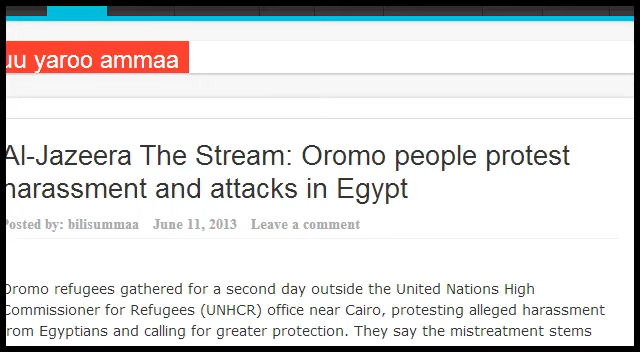 uu yaroo ammaa
Al-Jazeera The Stream: Oromo people protest
harassment and attacks in Egypt
Posted by: bilisummaa June 11, 2013 Leave a comment
Oromo refugees gathered for a second day outside the United Nations High
Commissioner for Refugees (UNHCR) office near Cairo, protesting alleged harassment
from Egyptians and calling for greater protection. They say the mistreatment stems